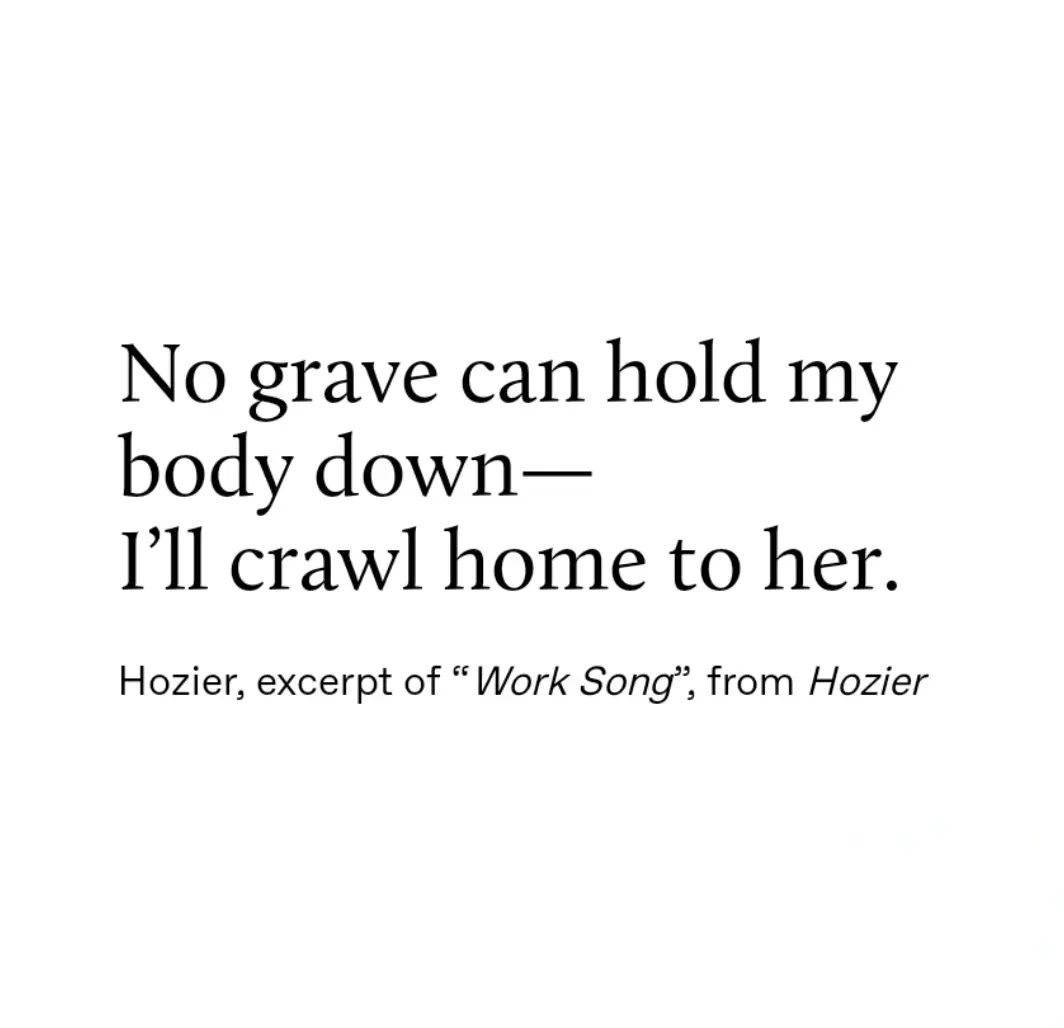 No grave can hold my
body down—
I’ll crawl home to her.
Hozier, excerpt of “Work Song”, from Hozier